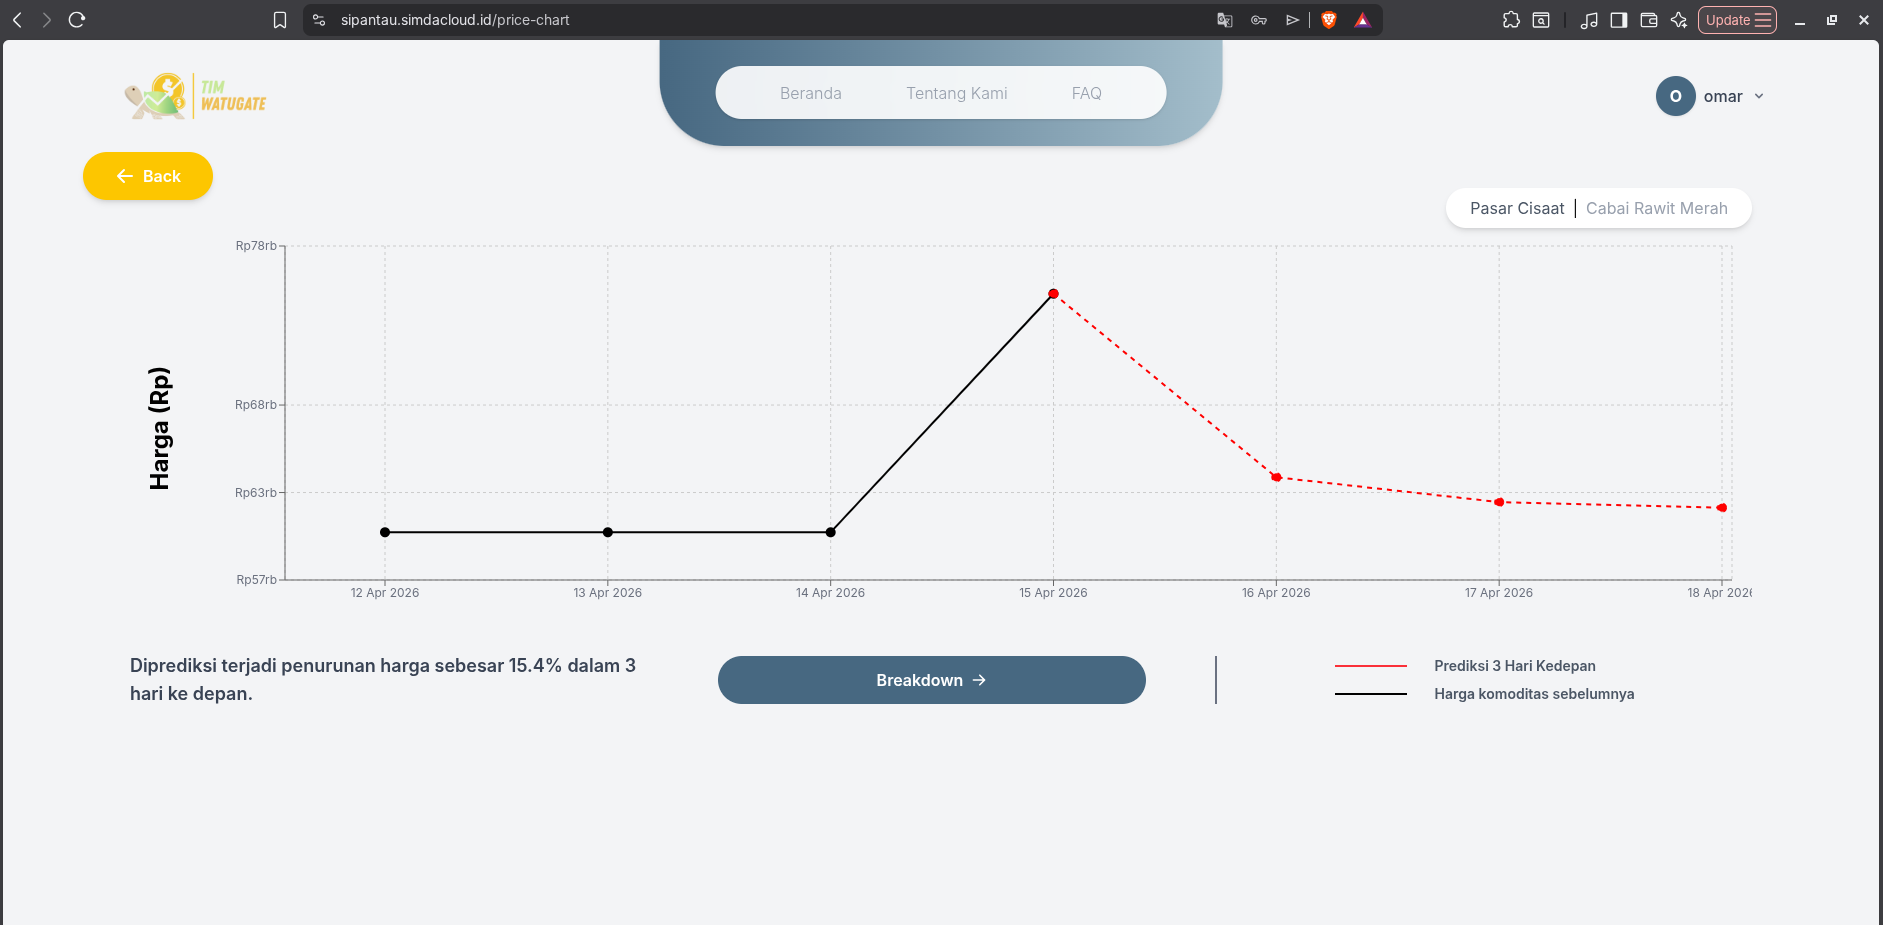 sipantau.simdacloud.id/price-chart
Update
TIM
WATUGATE
Beranda
Tentang Kami
FAQ
O
omar
Back
Pasar Cisaat | Cabai Rawit Merah
Harga (Rp)
Rp78rb
Rp68rb
Rp63rb
Rp57rb
12 Apr 2026
13 Apr 2026
14 Apr 2026
15 Apr 2026
16 Apr 2026
17 Apr 2026
18 Apr 2026
Diprediksi terjadi penurunan harga sebesar 15.4% dalam 3
hari ke depan.
Breakdown
Prediksi 3 Hari Kedepan
Harga komoditas sebelumnya